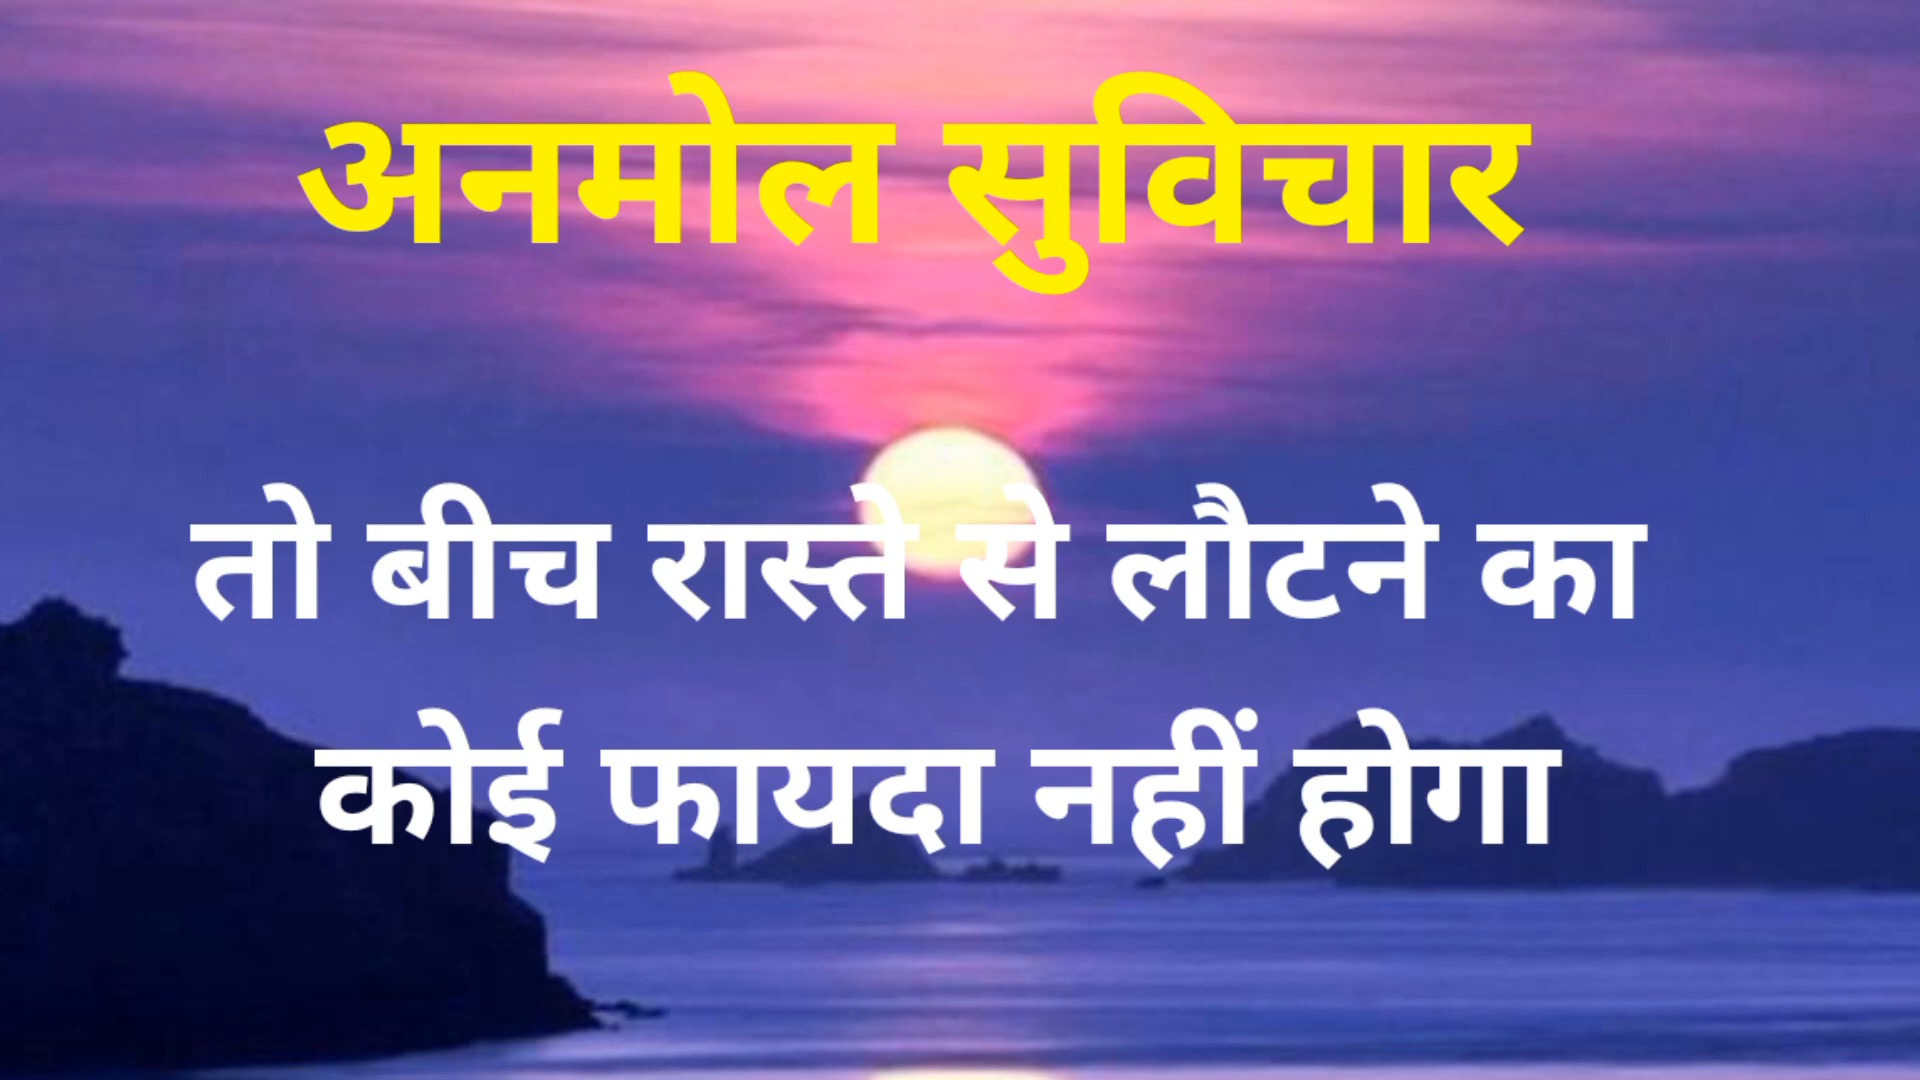 अनमोल सुविचार
तो बीच रास्ते से लौटने का
कोई फायदा नहीं होगा